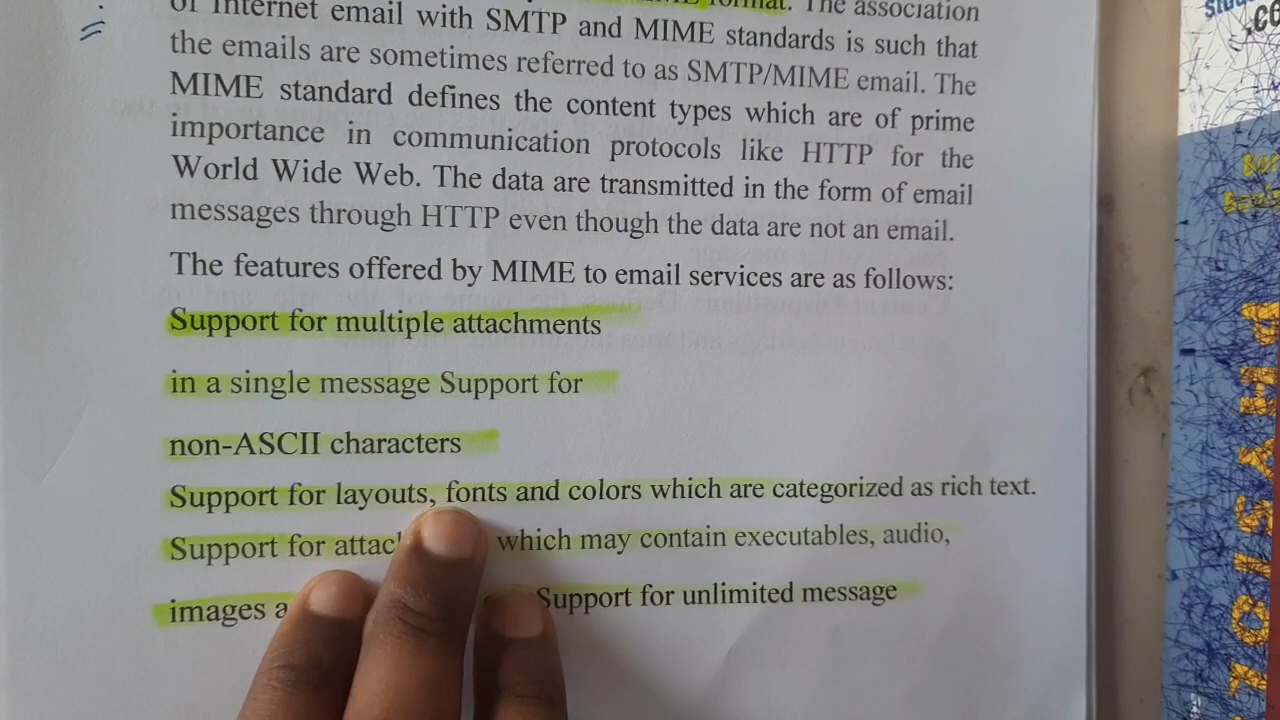 format. The association
of Internet email with SMTP and MIME standards is such that
the emails are sometimes referred to as SMTP/MIME email. The
MIME standard defines the content types which are of prime
importance in communication protocols like HTTP for the
World Wide Web. The data are transmitted in the form of email
messages through HTTP even though the data are not an email.
The features offered by MIME to email services are as follows:
Support for multiple attachments
in a single message Support for
non-ASCII characters
Support for layouts, fonts and colors which are categorized as rich text.
Support for which may contain executables, audio,
images Support for unlimited message